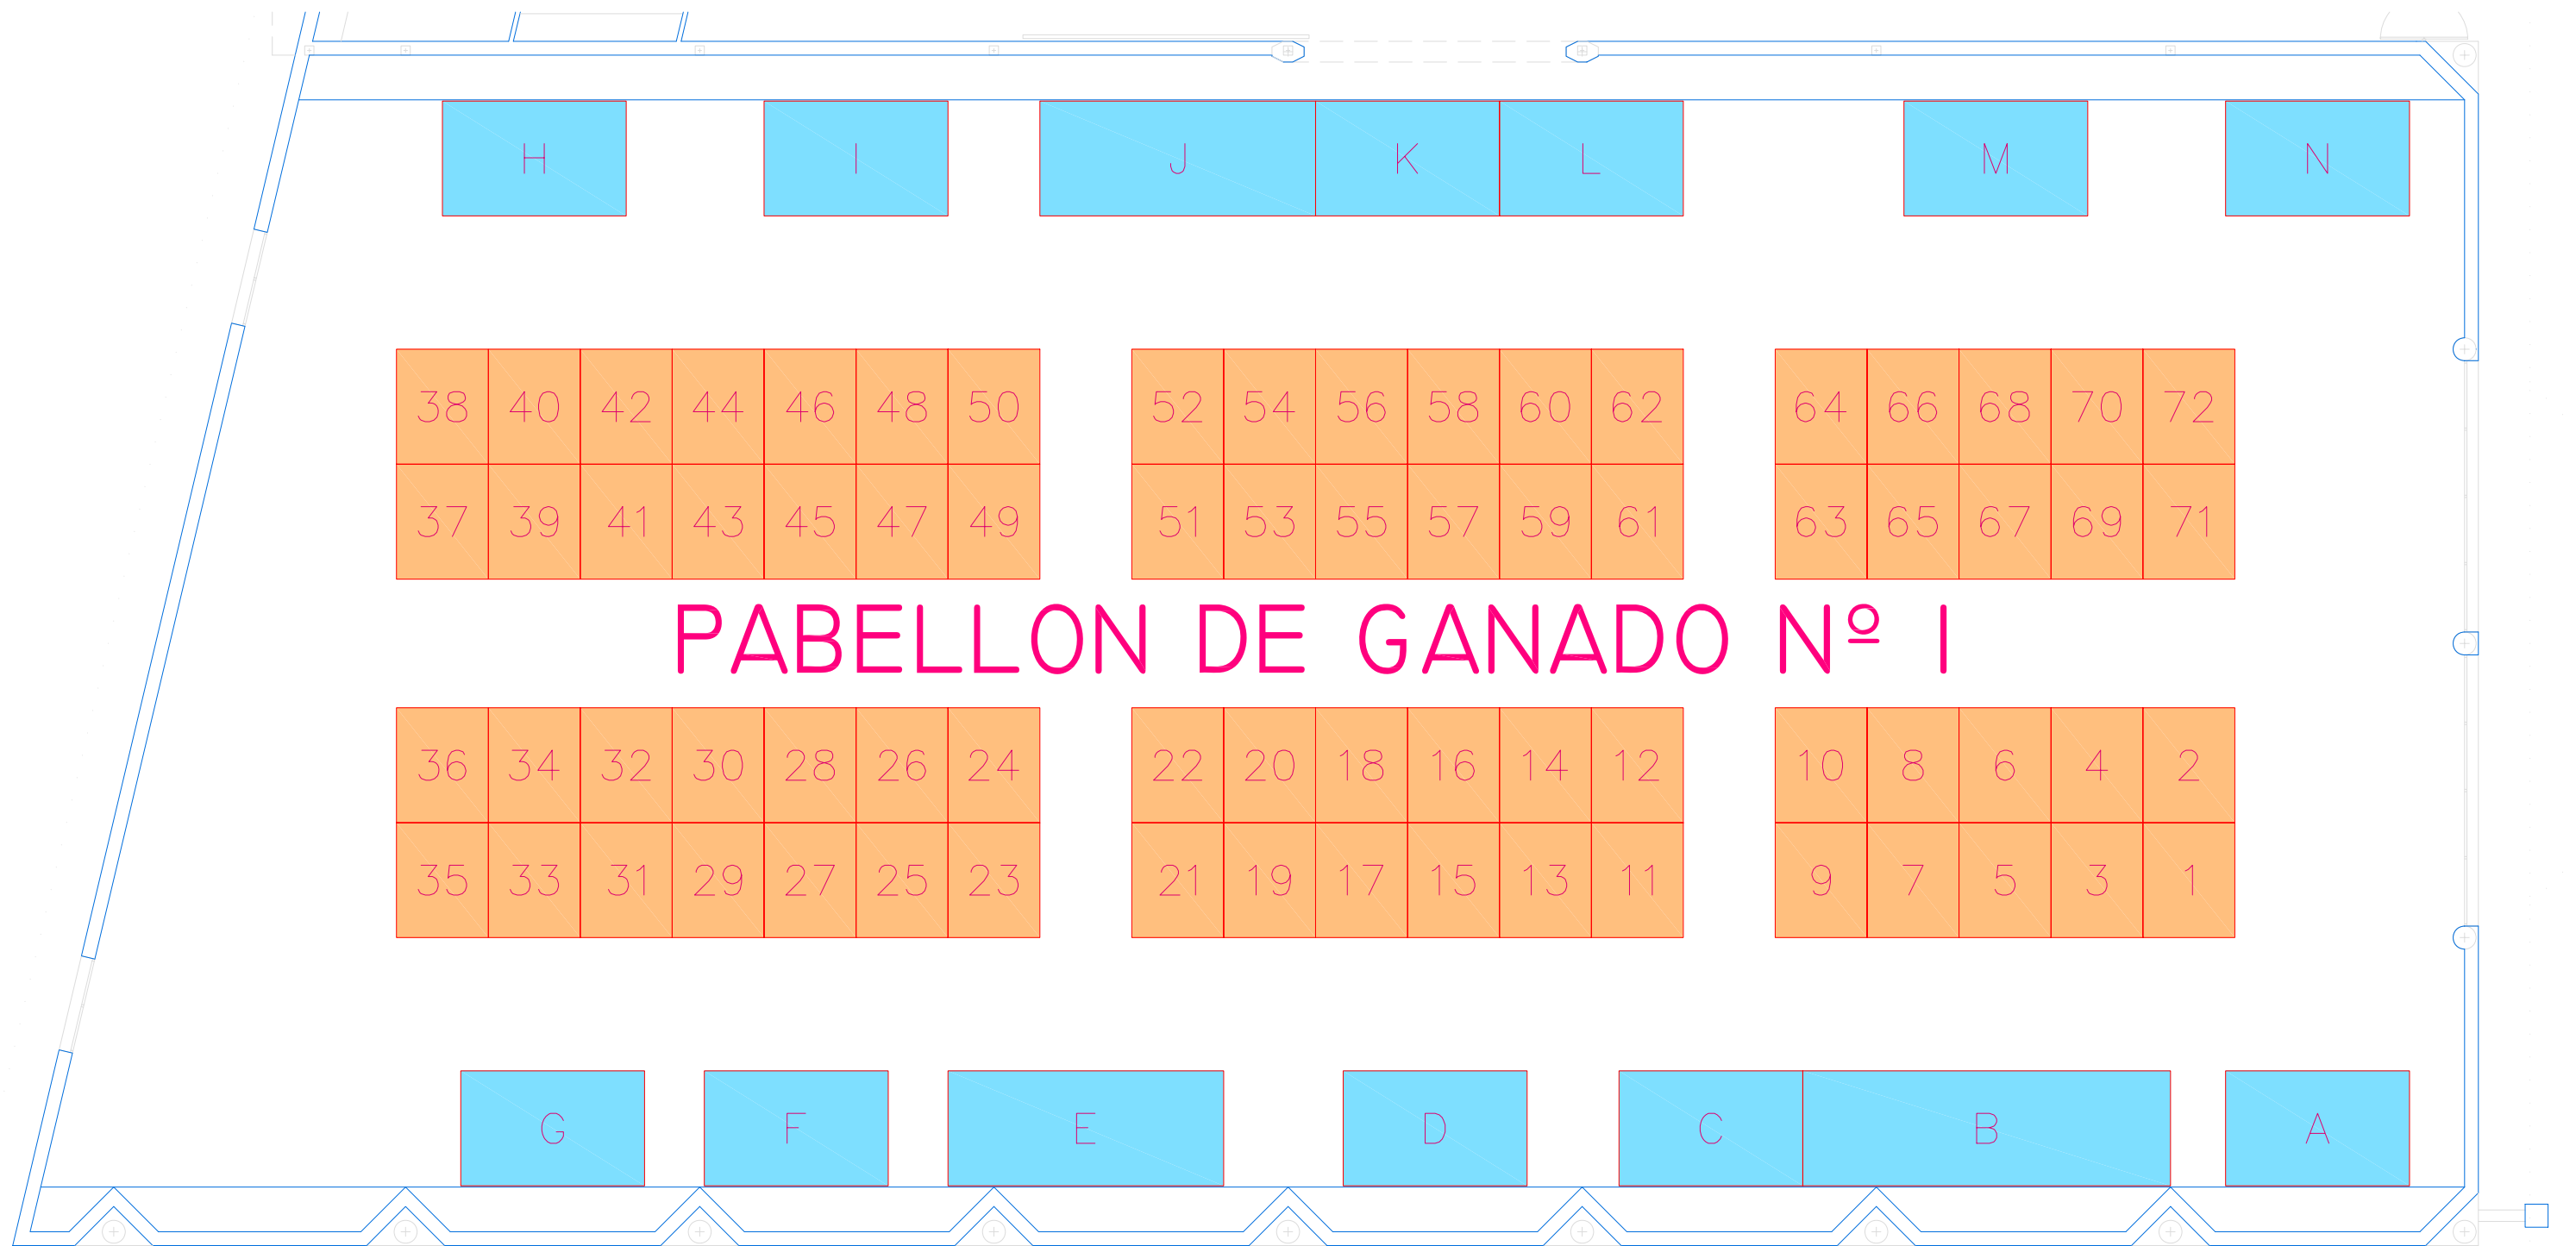 H I J K L M N
38 40 42 44 46 48 50 52 54 56 58 60 62 64 66 68 70 72
37 39 41 43 45 47 49 51 53 55 57 59 61 63 65 67 69 71
PABELLON DE GANADO Nº 1
36 34 32 30 28 26 24 22 20 18 16 14 12 10 8 6 4 2
35 33 31 29 27 25 23 21 19 17 15 13 11 9 7 5 3 1
G F E D C B A